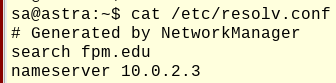 sa@astra:~$ cat /etc/resolv.conf
# Generated by NetworkManager
search fpm.edu
nameserver 10.0.2.3